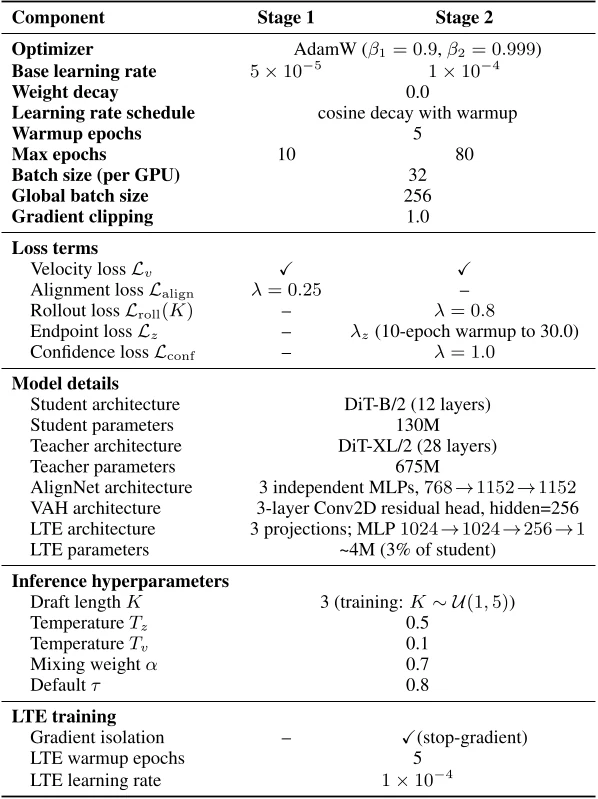 Component Stage 1 Stage 2
Optimizer AdamW (β₁ = 0.9, β₂ = 0.999)
Base learning rate 5 × 10⁻⁵ 1 × 10⁻⁴
Weight decay 0.0
Learning rate schedule cosine decay with warmup
Warmup epochs 5
Max epochs 10 80
Batch size (per GPU) 32
Global batch size 256
Gradient clipping 1.0
Loss terms
Velocity loss ℒᵥ ✓ ✓
Alignment loss ℒ_align λ = 0.25 –
Rollout loss ℒ_roll(K) – λ = 0.8
Endpoint loss ℒ_z – λ_z (10-epoch warmup to 30.0)
Confidence loss ℒ_conf – λ = 1.0
Model details
Student architecture DiT-B/2 (12 layers)
Student parameters 130M
Teacher architecture DiT-XL/2 (28 layers)
Teacher parameters 675M
AlignNet architecture 3 independent MLPs, 768→1152→1152
VAH architecture 3-layer Conv2D residual head, hidden=256
LTE architecture 3 projections; MLP 1024→1024→256→1
LTE parameters ~4M (3% of student)
Inference hyperparameters
Draft length K 3 (training: K ∼ 𝒰(1, 5))
Temperature T_z 0.5
Temperature T_v 0.1
Mixing weight α 0.7
Default τ 0.8
LTE training
Gradient isolation – ✓(stop-gradient)
LTE warmup epochs 5
LTE learning rate 1 × 10⁻⁴